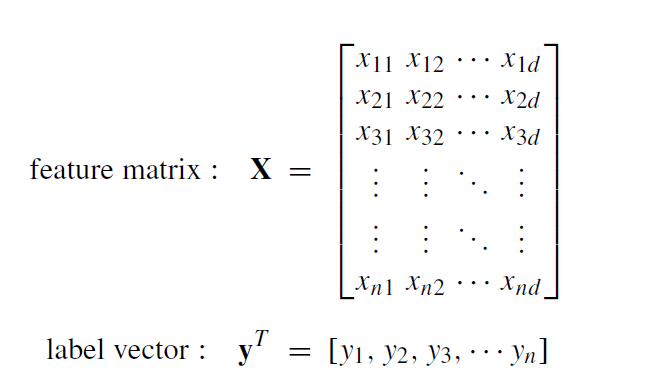 x11 x12 ⋯ x1d
x21 x22 ⋯ x2d
x31 x32 ⋯ x3d
feature matrix : X =
⋮ ⋮ ⋱ ⋮
⋮ ⋮ ⋱ ⋮
xn1 xn2 ⋯ xnd
label vector : y^T = [y1, y2, y3, ⋯ yn]